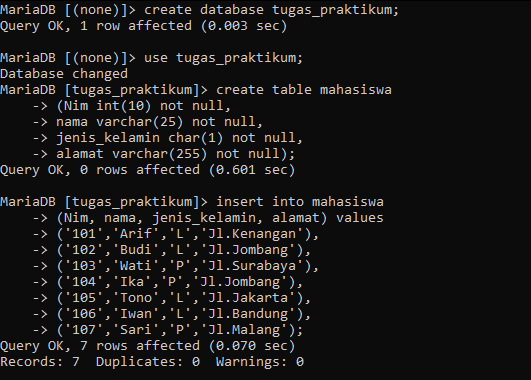 MariaDB [(none)]> create database tugas_praktikum;
Query OK, 1 row affected (0.003 sec)
MariaDB [(none)]> use tugas_praktikum;
Database changed
MariaDB [tugas_praktikum]> create table mahasiswa
-> (Nim int(10) not null,
-> nama varchar(25) not null,
-> jenis_kelamin char(1) not null,
-> alamat varchar(255) not null);
Query OK, 0 rows affected (0.601 sec)
MariaDB [tugas_praktikum]> insert into mahasiswa
-> (Nim, nama, jenis_kelamin, alamat) values
-> ('101','Arif','L','Jl.Kenangan'),
-> ('102','Budi','L','Jl.Jombang'),
-> ('103','Wati','P','Jl.Surabaya'),
-> ('104','Ika','P','Jl.Jombang'),
-> ('105','Tono','L','Jl.Jakarta'),
-> ('106','Iwan','L','Jl.Bandung'),
-> ('107','Sari','P','Jl.Malang');
Query OK, 7 rows affected (0.070 sec)
Records: 7  Duplicates: 0  Warnings: 0